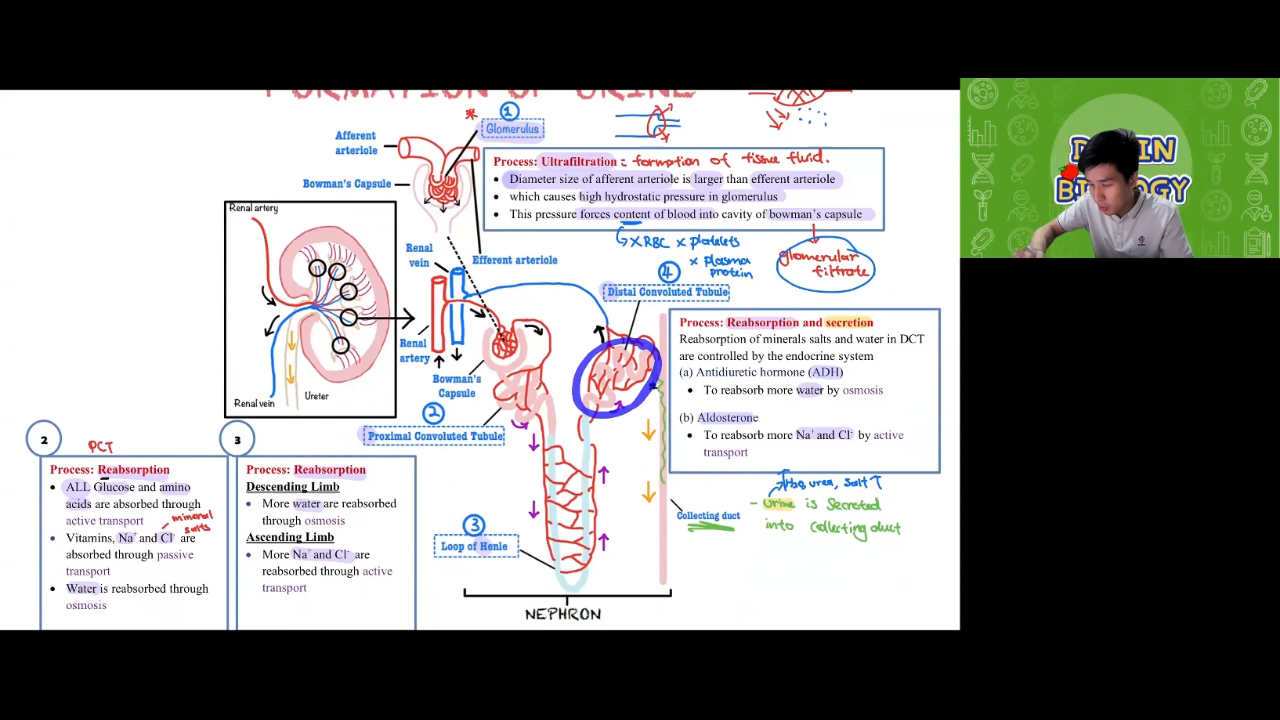 FORMATION OF URINE
* 1
Glomerulus
Afferent
arteriole
Bowman's Capsule
Process: Ultrafiltration = formation of tissue fluid.
• Diameter size of afferent arteriole is larger than efferent arteriole
• which causes high hydrostatic pressure in glomerulus
• This pressure forces content of blood into cavity of bowman's capsule
x RBC x platelets
x plasma
protein
glomerular
filtrate
Efferent arteriole
Renal
vein
Renal artery
Renal vein
Ureter
Renal
artery
Bowman's
Capsule
2
Proximal Convoluted Tubule
4
Distal Convoluted Tubule
Process: Reabsorption and secretion
Reabsorption of minerals salts and water in DCT
are controlled by the endocrine system
(a) Antidiuretic hormone (ADH)
• To reabsorb more water by osmosis
(b) Aldosterone
• To reabsorb more Na⁺ and Cl⁻ by active
transport
urea, salt ↑
- Urine is secreted
into collecting duct
Collecting duct
3
Loop of Henle
NEPHRON
2
PCT
Process: Reabsorption
• ALL Glucose and amino
acids are absorbed through
active transport
mineral
salts
• Vitamins, Na⁺ and Cl⁻ are
absorbed through passive
transport
• Water is reabsorbed through
osmosis
3
Process: Reabsorption
Descending Limb
• More water are reabsorbed
through osmosis
Ascending Limb
• More Na⁺ and Cl⁻ are
reabsorbed through active
transport
BIOLOGY